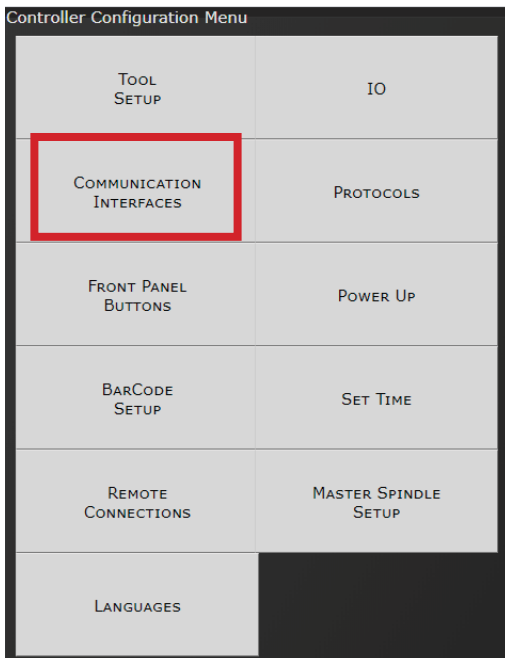 Controller Configuration Menu
Tool
Setup
IO
Communication
Interfaces
Protocols
Front Panel
Buttons
Power Up
BarCode
Setup
Set Time
Remote
Connections
Master Spindle
Setup
Languages